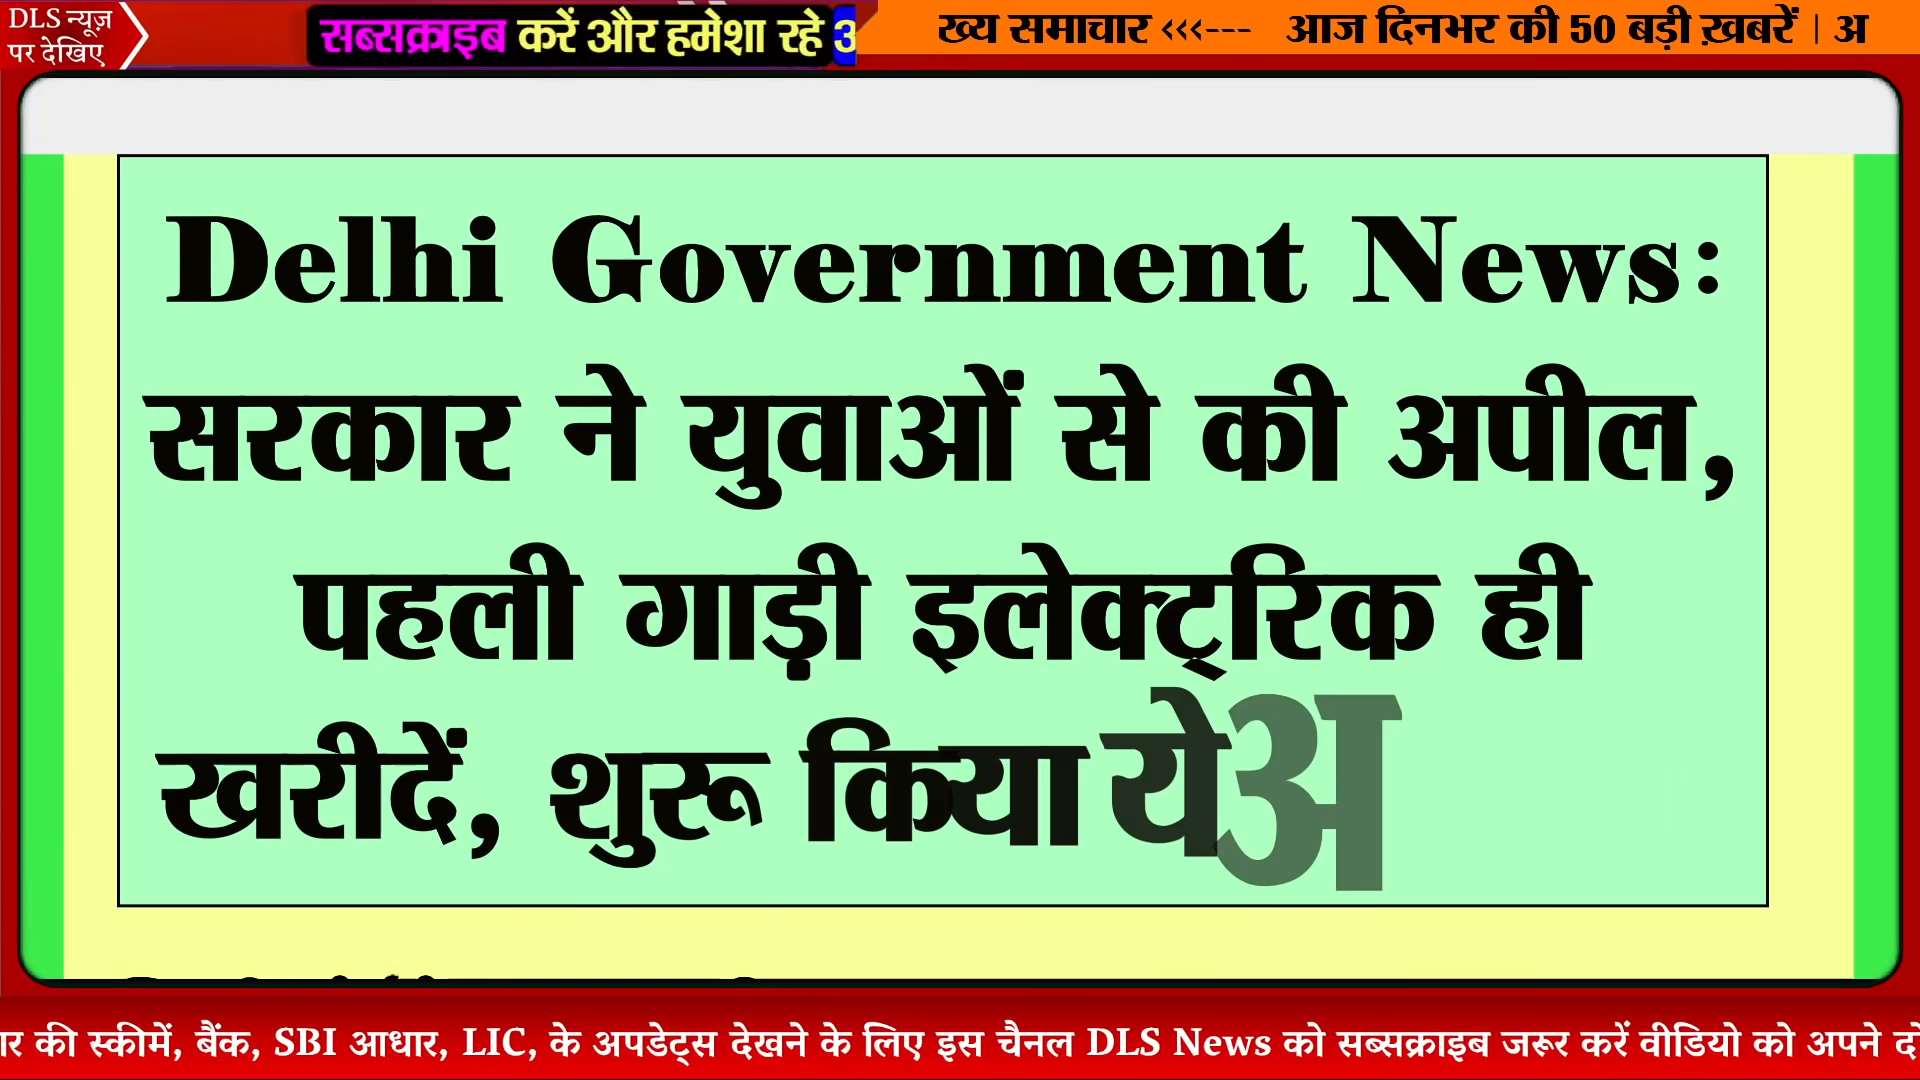 DLS न्यूज़
पर देखिए
सब्सक्राइब करें और हमेशा रहे
ख्य समाचार <<<--- आज दिनभर की 50 बड़ी ख़बरें | अ
Delhi Government News:
सरकार ने युवाओं से की अपील,
पहली गाड़ी इलेक्ट्रिक ही
खरीदें, शुरू किया ये अ
ार की स्कीमें, बैंक, SBI आधार, LIC, के अपडेट्स देखने के लिए इस चैनल DLS News को सब्सक्राइब जरूर करें वीडियो को अपने दो